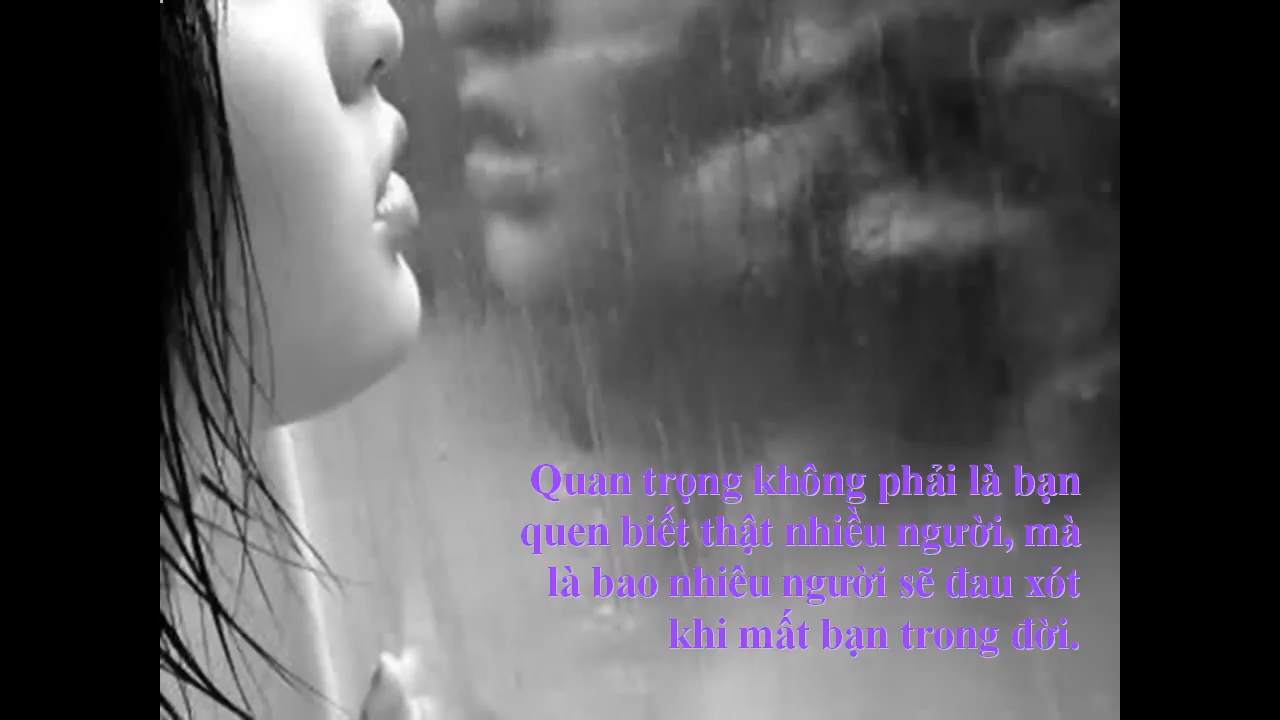 Quan trọng không phải là bạn
quen biết thật nhiều người, mà
là bao nhiêu người sẽ đau xót
khi mất bạn trong đời.